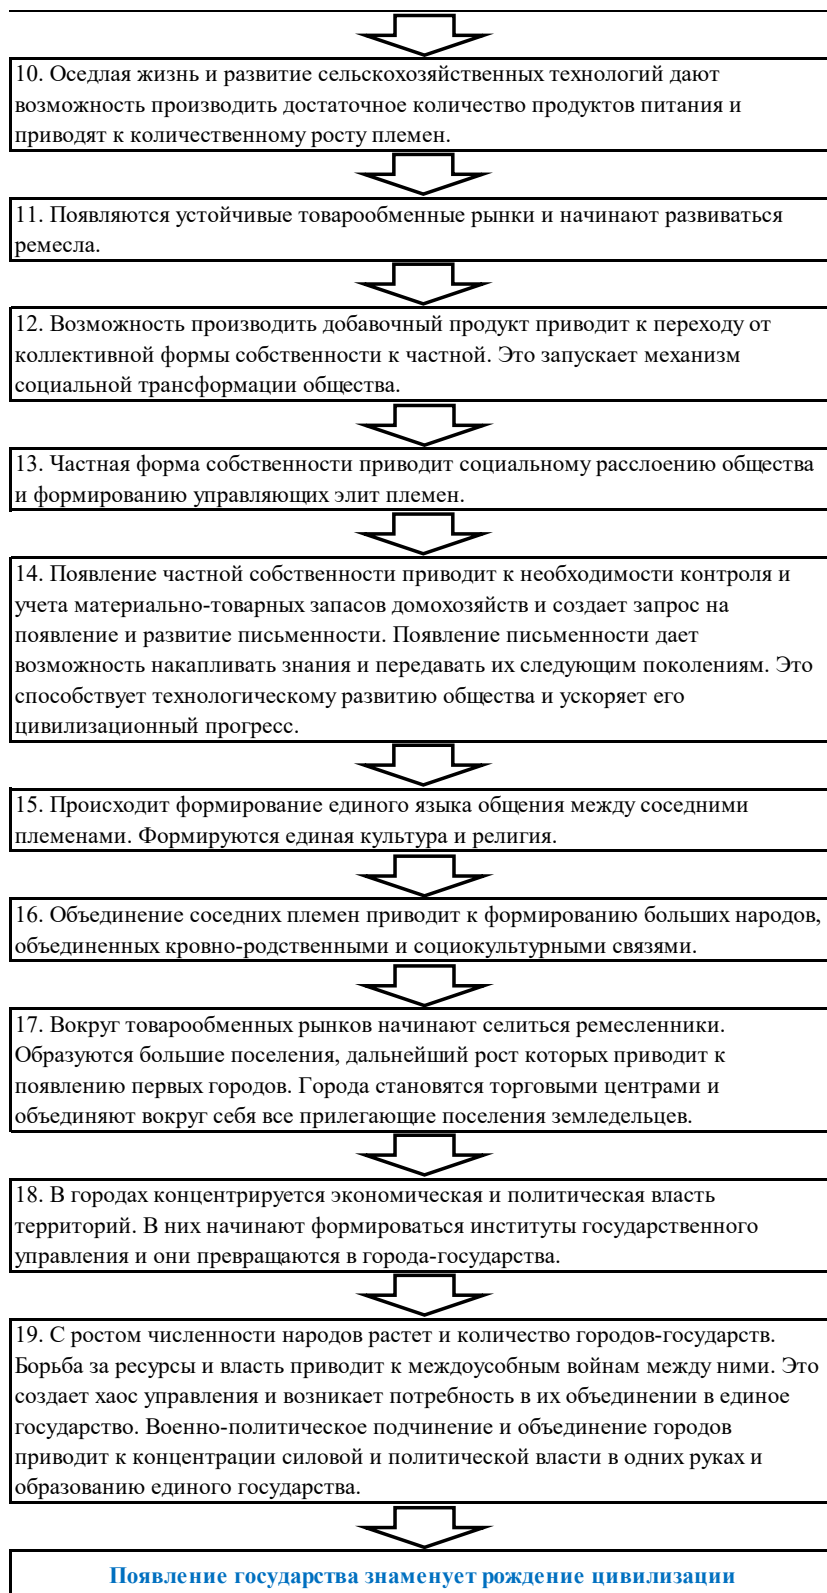 10. Оседлая жизнь и развитие сельскохозяйственных технологий дают
возможность производить достаточное количество продуктов питания и
приводят к количественному росту племен.
11. Появляются устойчивые товарообменные рынки и начинают развиваться
ремесла.
12. Возможность производить добавочный продукт приводит к переходу от
коллективной формы собственности к частной. Это запускает механизм
социальной трансформации общества.
13. Частная форма собственности приводит социальному расслоению общества
и формированию управляющих элит племен.
14. Появление частной собственности приводит к необходимости контроля и
учета материально-товарных запасов домохозяйств и создает запрос на
появление и развитие письменности. Появление письменности дает
возможность накапливать знания и передавать их следующим поколениям. Это
способствует технологическому развитию общества и ускоряет его
цивилизационный прогресс.
15. Происходит формирование единого языка общения между соседними
племенами. Формируются единая культура и религия.
16. Объединение соседних племен приводит к формированию больших народов,
объединенных кровно-родственными и социокультурными связями.
17. Вокруг товарообменных рынков начинают селиться ремесленники.
Образуются большие поселения, дальнейший рост которых приводит к
появлению первых городов. Города становятся торговыми центрами и
объединяют вокруг себя все прилегающие поселения земледельцев.
18. В городах концентрируется экономическая и политическая власть
территорий. В них начинают формироваться институты государственного
управления и они превращаются в города-государства.
19. С ростом численности народов растет и количество городов-государств.
Борьба за ресурсы и власть приводит к междоусобным войнам между ними. Это
создает хаос управления и возникает потребность в их объединении в единое
государство. Военно-политическое подчинение и объединение городов
приводит к концентрации силовой и политической власти в одних руках и
образованию единого государства.
Появление государства знаменует рождение цивилизации